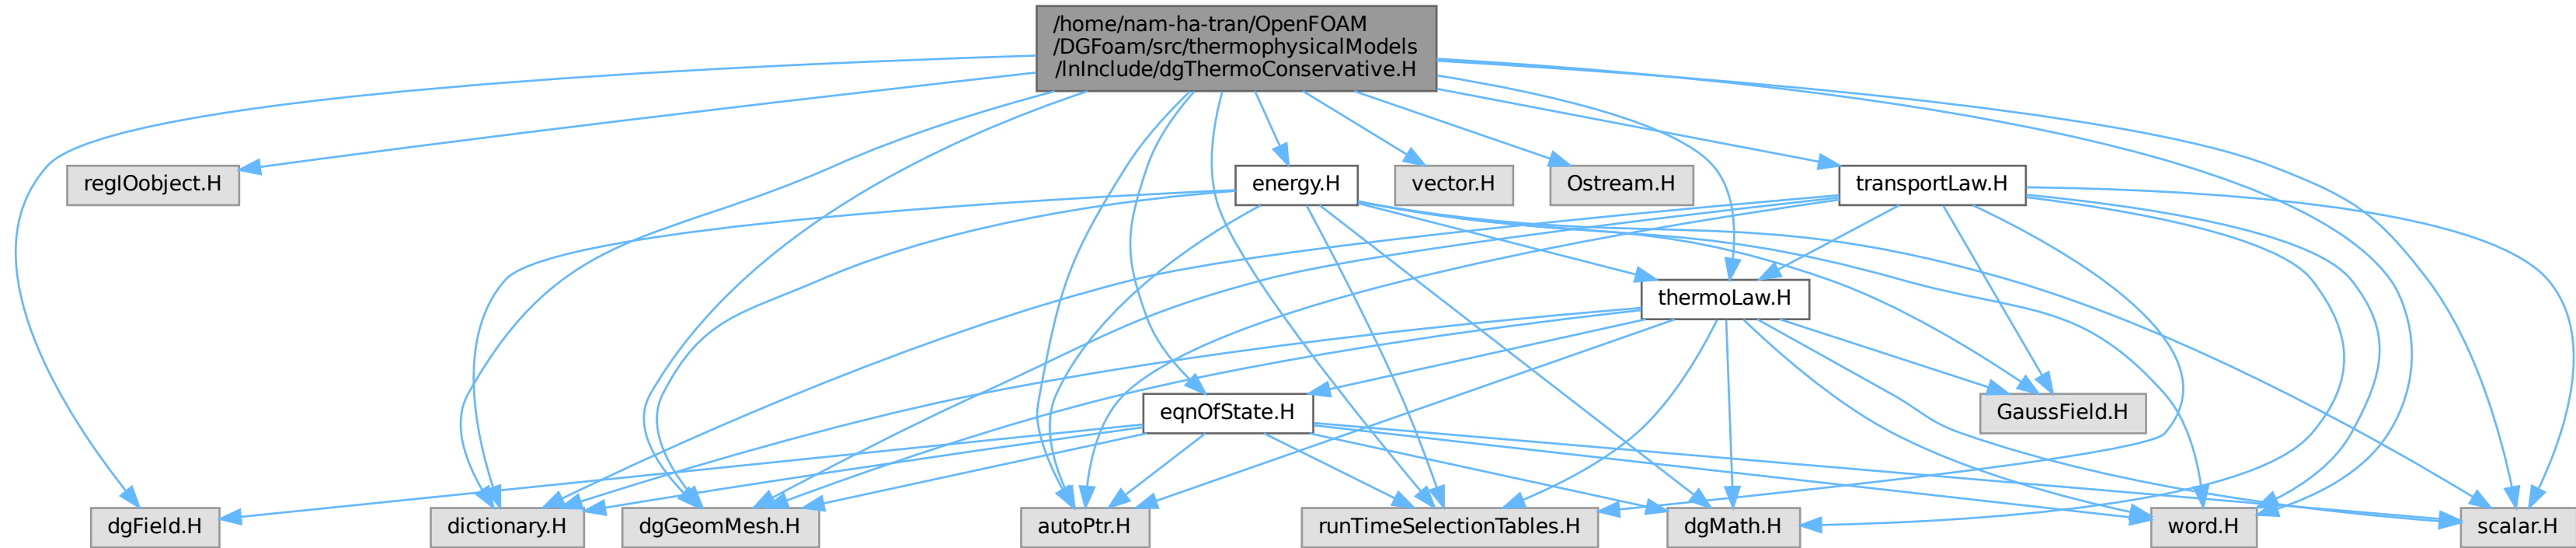 /home/nam-ha-tran/OpenFOAM
/DGFoam/src/thermophysicalModels
/lnInclude/dgThermoConservative.H
regIOobject.H
energy.H
vector.H
Ostream.H
transportLaw.H
thermoLaw.H
eqnOfState.H
GaussField.H
dgField.H
dictionary.H
dgGeomMesh.H
autoPtr.H
runTimeSelectionTables.H
dgMath.H
word.H
scalar.H